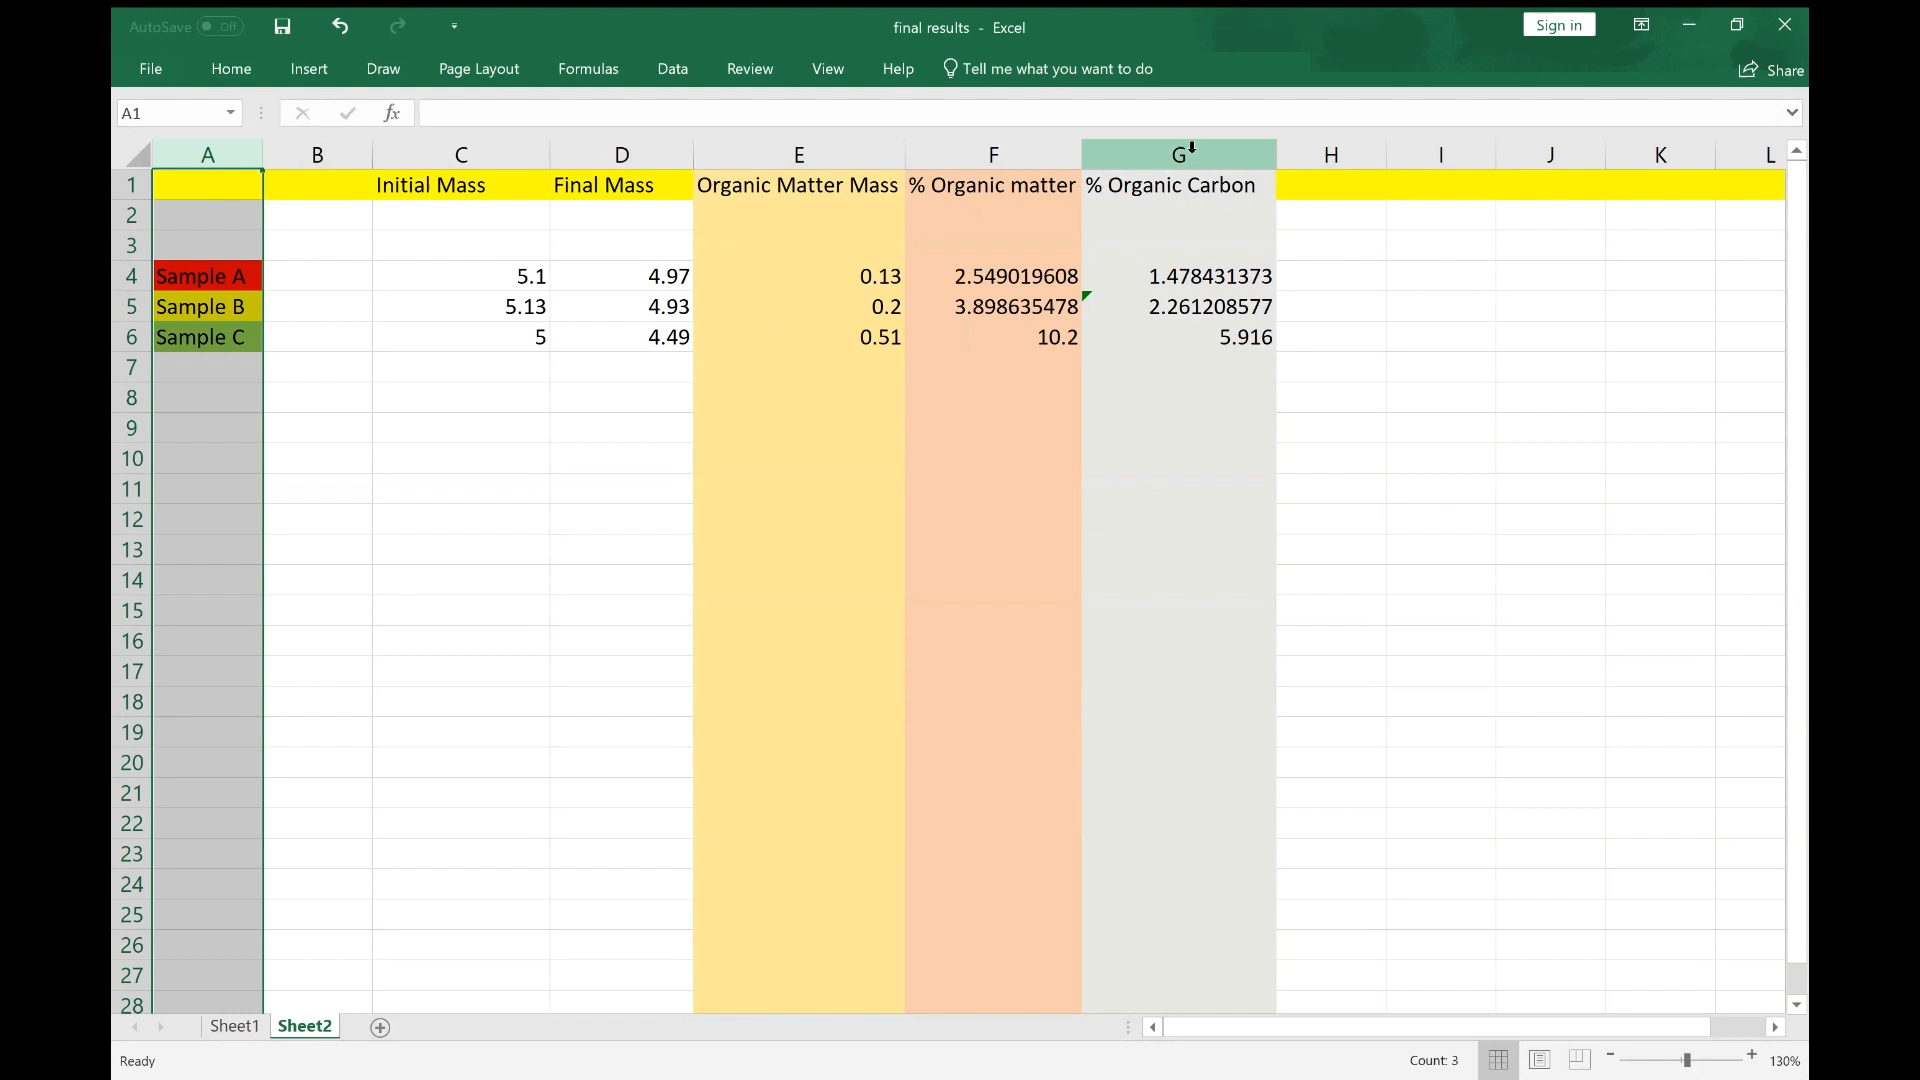 AutoSave Off final results - Excel Sign in
File Home Insert Draw Page Layout Formulas Data Review View Help Tell me what you want to do Share
A1 fx
A B C D E F G H I J K L
1 Initial Mass Final Mass Organic Matter Mass % Organic matter % Organic Carbon
2
3
4 Sample A 5.1 4.97 0.13 2.549019608 1.478431373
5 Sample B 5.13 4.93 0.2 3.898635478 2.261208577
6 Sample C 5 4.49 0.51 10.2 5.916
7
8
9
10
11
12
13
14
15
16
17
18
19
20
21
22
23
24
25
26
27
28
Sheet1 Sheet2
Ready Count: 3 130%